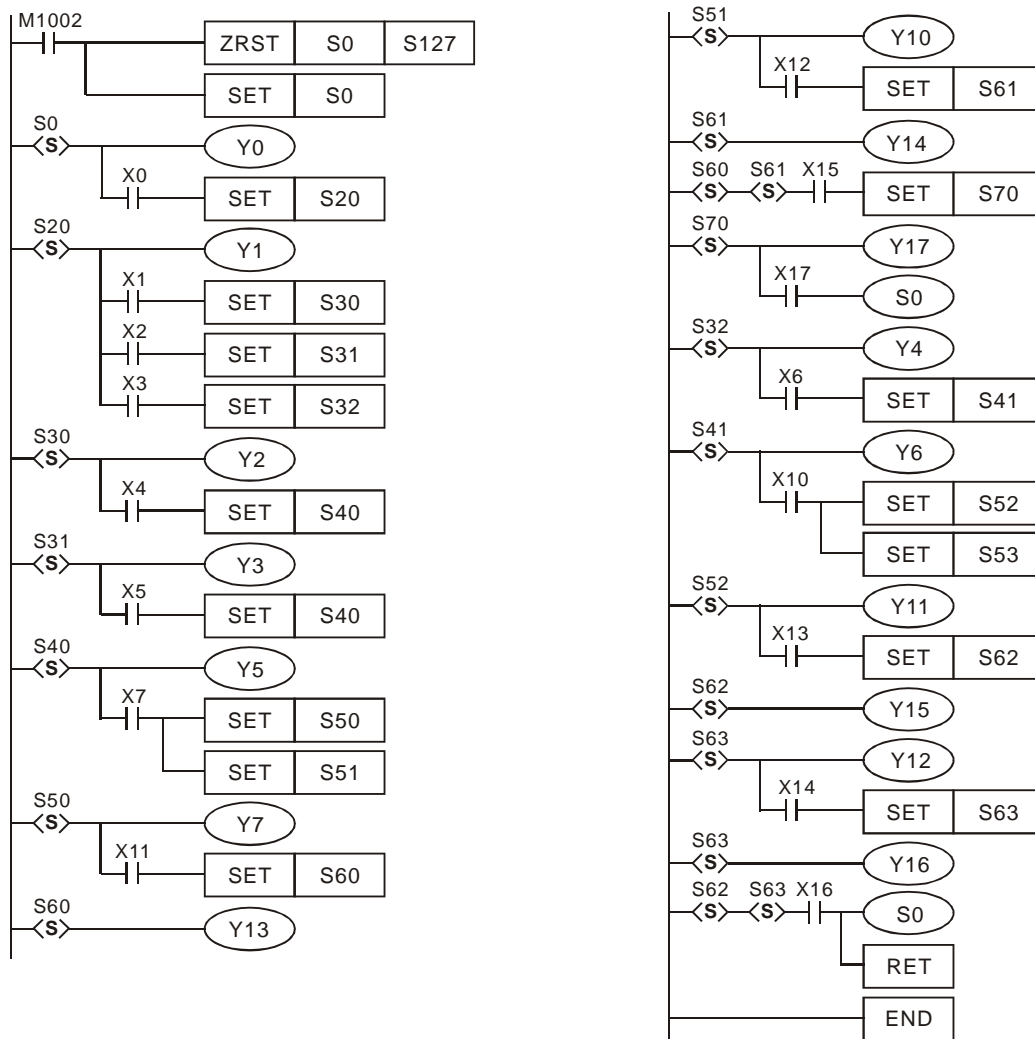 M1002
ZRST S0 S127
SET S0
S0
S Y0
X0
SET S20
S20
S Y1
X1
SET S30
X2
SET S31
X3
SET S32
S30
S Y2
X4
SET S40
S31
S Y3
X5
SET S40
S40
S Y5
X7
SET S50
SET S51
S50
S Y7
X11
SET S60
S60
S Y13
S51
S Y10
X12
SET S61
S61
S Y14
S60 S61 X15
S S SET S70
S70
S Y17
X17
S0
S32
S Y4
X6
SET S41
S41
S Y6
X10
SET S52
SET S53
S52
S Y11
X13
SET S62
S62
S Y15
S63
S Y12
X14
SET S63
S63
S Y16
S62 S63 X16
S S S0
RET
END